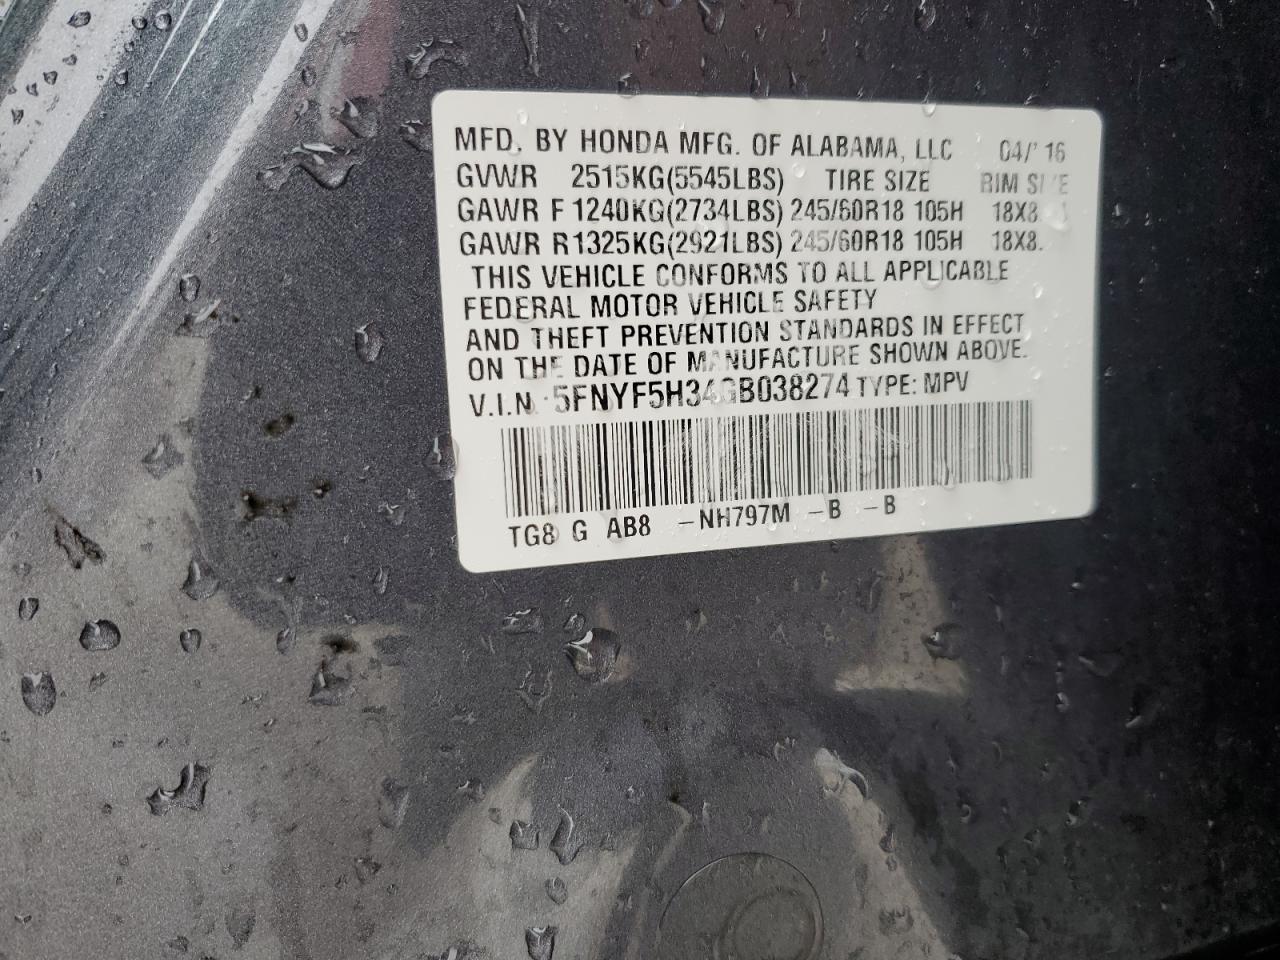 MFD. BY HONDA MFG. OF ALABAMA, LLC 04/'16
GVWR 2515KG(5545LBS) TIRE SIZE RIM SIZE
GAWR F 1240KG(2734LBS) 245/60R18 105H
GAWR R 1325KG(2921LBS) 245/60R18 105H
THIS VEHICLE CONFORMS TO ALL APPLICABLE
FEDERAL MOTOR VEHICLE SAFETY
AND THEFT PREVENTION STANDARDS IN EFFECT
ON THE DATE OF MANUFACTURE SHOWN ABOVE.
V.I.N.: 5FNYF5H34GB038274 TYPE: MPV
TG8 G AB8 -NH797M -B -B